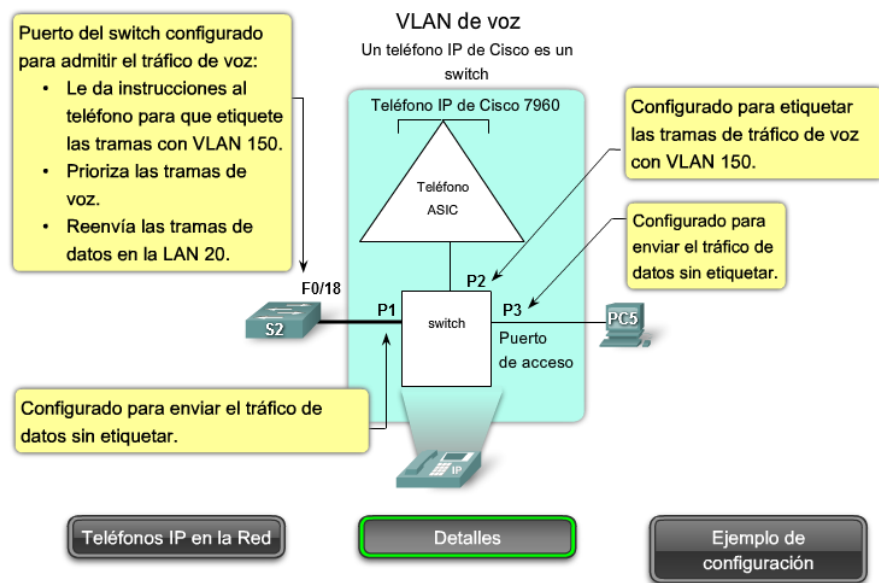 VLAN de voz
Un teléfono IP de Cisco es un
switch
Puerto del switch configurado
para admitir el tráfico de voz:
• Le da instrucciones al
teléfono para que etiquete
las tramas con VLAN 150.
• Prioriza las tramas de
voz.
• Reenvía las tramas de
datos en la LAN 20.
Teléfono IP de Cisco 7960
Teléfono
ASIC
Configurado para etiquetar
las tramas de tráfico de voz
con VLAN 150.
Configurado para
enviar el tráfico de
datos sin etiquetar.
F0/18
S2
P1
P2
switch
P3
Puerto
de acceso
PC5
Configurado para enviar el tráfico de
datos sin etiquetar.
IP
Teléfonos IP en la Red
Detalles
Ejemplo de
configuración